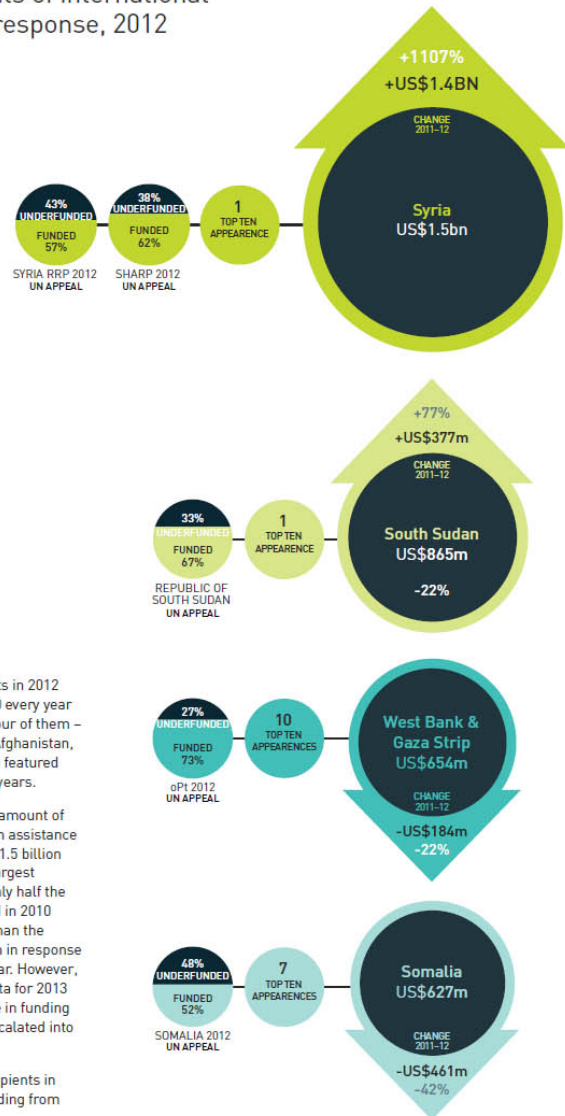 ts of international
response, 2012
+1107%
+US$1.4BN
CHANGE
2011–12
Syria
US$1.5bn
43%
UNDERFUNDED
FUNDED
57%
SYRIA RRP 2012
UN APPEAL
38%
UNDERFUNDED
FUNDED
62%
SHARP 2012
UN APPEAL
1
TOP TEN
APPEARENCE
+77%
+US$377m
CHANGE
2011–12
South Sudan
US$865m
-22%
33%
UNDERFUNDED
FUNDED
67%
REPUBLIC OF
SOUTH SUDAN
UN APPEAL
1
TOP TEN
APPEARENCE
West Bank &
Gaza Strip
US$654m
CHANGE
2011–12
-US$184m
-22%
27%
UNDERFUNDED
FUNDED
73%
oPt 2012
UN APPEAL
10
TOP TEN
APPEARENCES
Somalia
US$627m
CHANGE
2011–12
-US$461m
-42%
48%
UNDERFUNDED
FUNDED
52%
SOMALIA 2012
UN APPEAL
7
TOP TEN
APPEARENCES
ts in 2012
every year
our of them –
Afghanistan,
featured
years.
amount of
n assistance
1.5 billion
argest
nly half the
d in 2010
han the
n in response
ar. However,
ta for 2013
e in funding
calated into
pients in
ding from